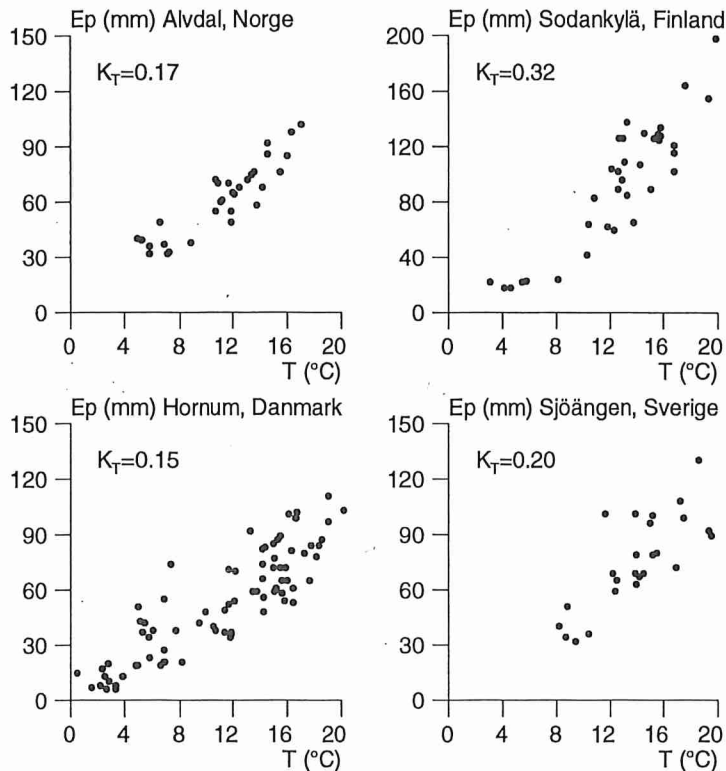 Ep (mm) Alvdal, Norge
K_T=0.17
150
120
90
60
30
0
0 4 8 12 16 20
T (°C)
Ep (mm) Sodankylä, Finland
K_T=0.32
200
160
120
80
40
0
0 4 8 12 16 20
T (°C)
Ep (mm) Hornum, Danmark
K_T=0.15
150
120
90
60
30
0
0 4 8 12 16 20
T (°C)
Ep (mm) Sjöängen, Sverige
K_T=0.20
150
120
90
60
30
0
0 4 8 12 16 20
T (°C)